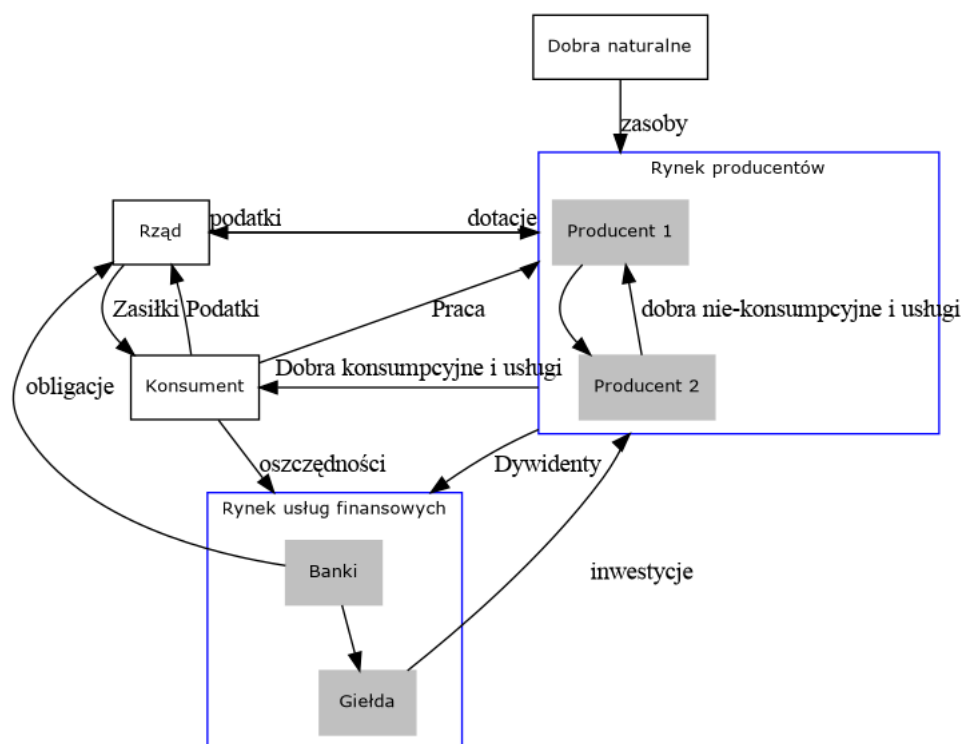 Dobra naturalne
zasoby
Rynek producentów
Rząd
podatki
dotacje
Producent 1
Zasiłki
Podatki
Praca
dobra nie-konsumpcyjne i usługi
Dobra konsumpcyjne i usługi
Konsument
Producent 2
obligacje
oszczędności
Dywidenty
Rynek usług finansowych
Banki
inwestycje
Giełda